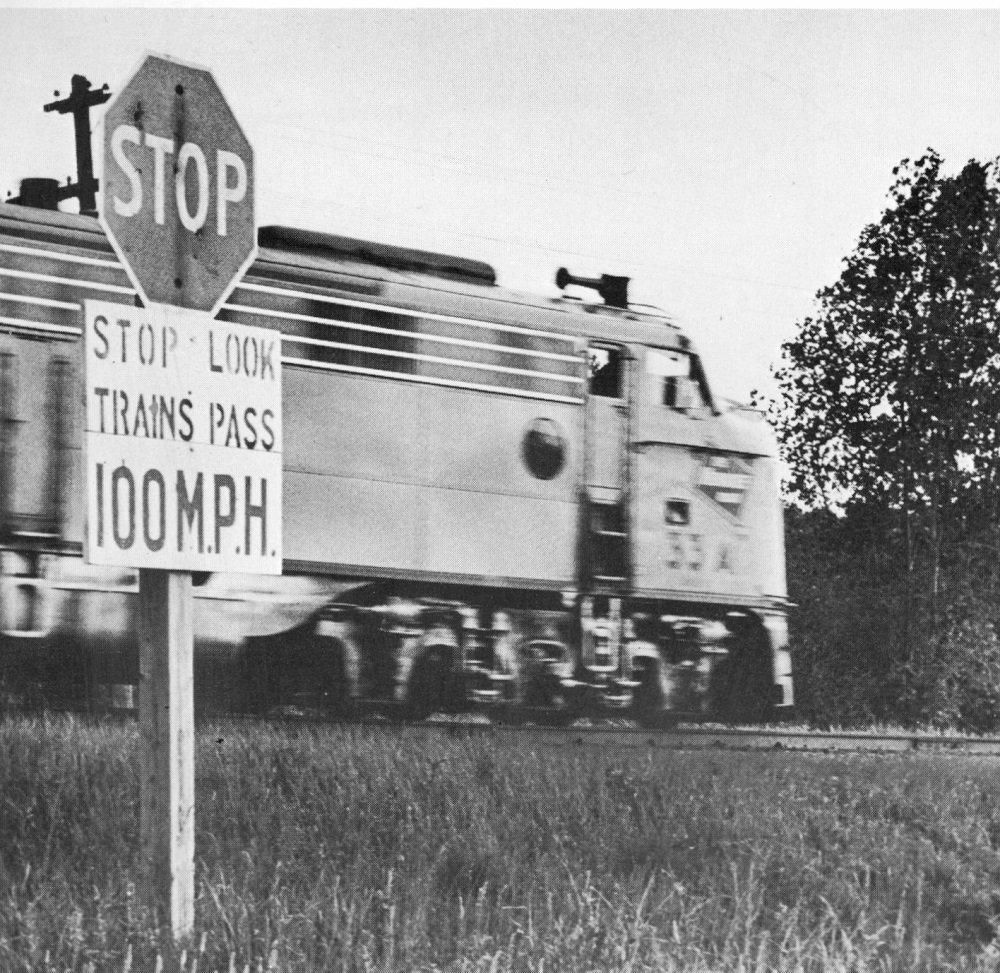 STOP
STOP - LOOK
TRAINS PASS
100 M.P.H.